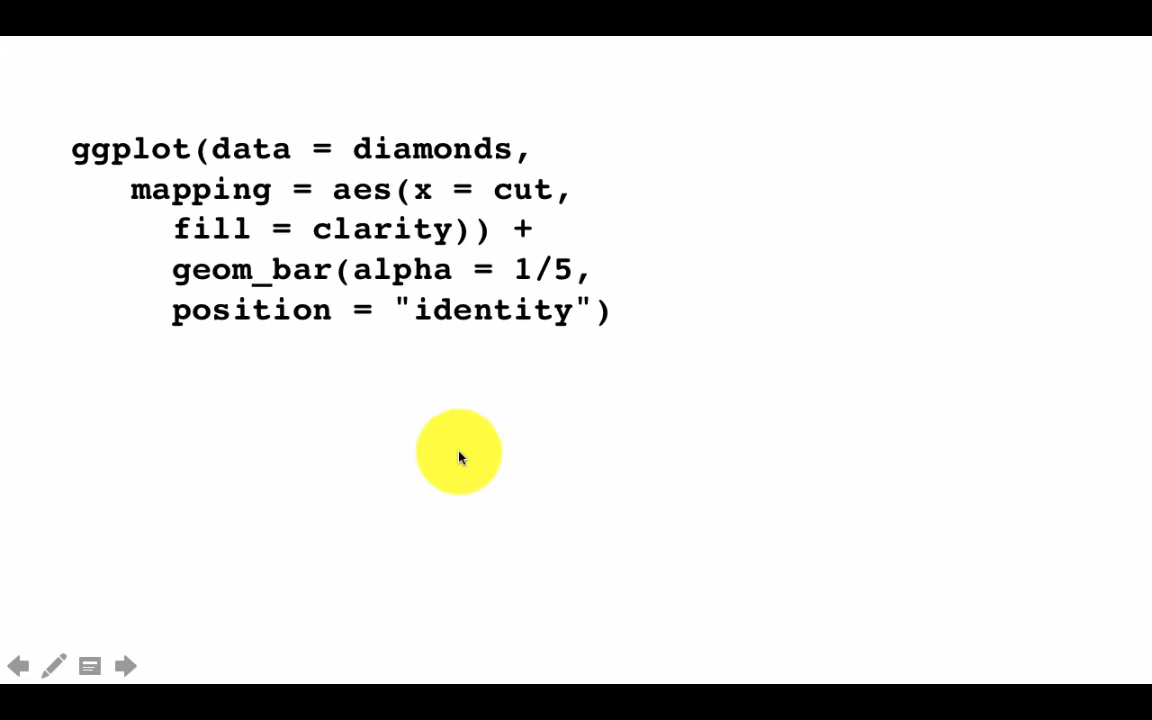 ggplot(data = diamonds,
mapping = aes(x = cut,
fill = clarity)) +
geom_bar(alpha = 1/5,
position = "identity")